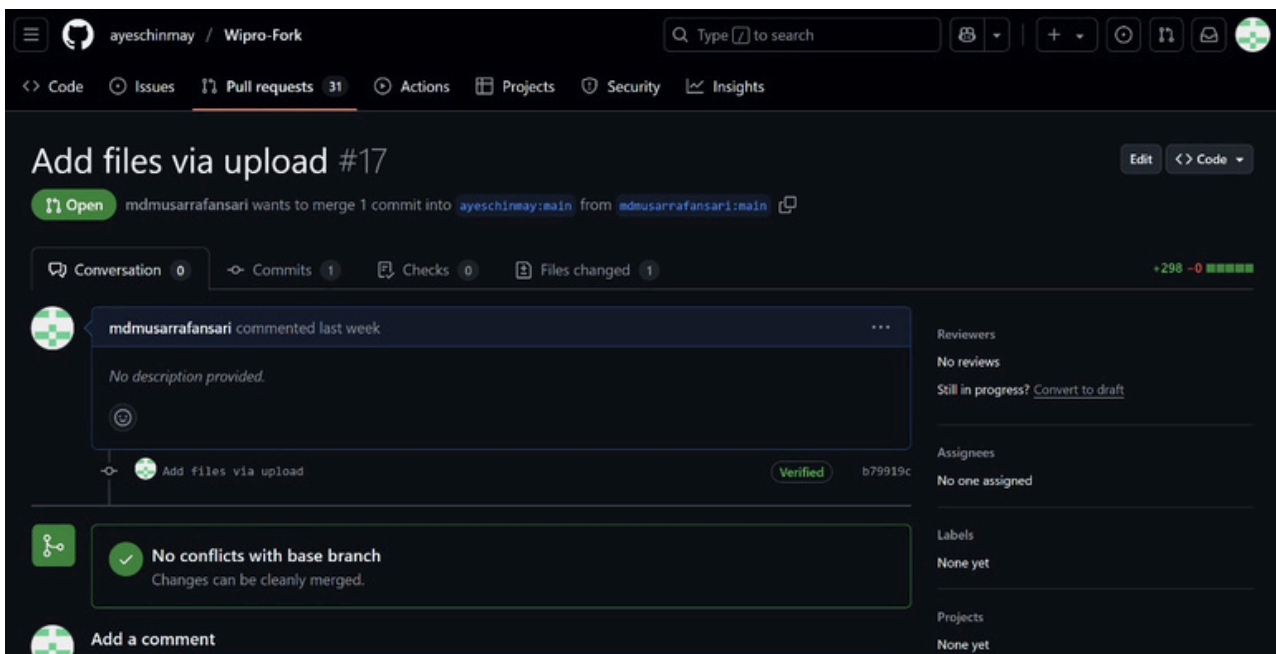 ayeschinmay / Wipro-Fork
Type / to search
Code Issues Pull requests 31 Actions Projects Security Insights
Add files via upload #17
Edit <> Code
Open mdmusarrafansari wants to merge 1 commit into ayeschinmay:main from mdmusarrafansari:main
Conversation 0 Commits 1 Checks 0 Files changed 1
+298 −0
mdmusarrafansari commented last week
No description provided.
Add files via upload Verified b79919c
No conflicts with base branch
Changes can be cleanly merged.
Add a comment
Reviewers
No reviews
Still in progress? Convert to draft
Assignees
No one assigned
Labels
None yet
Projects
None yet